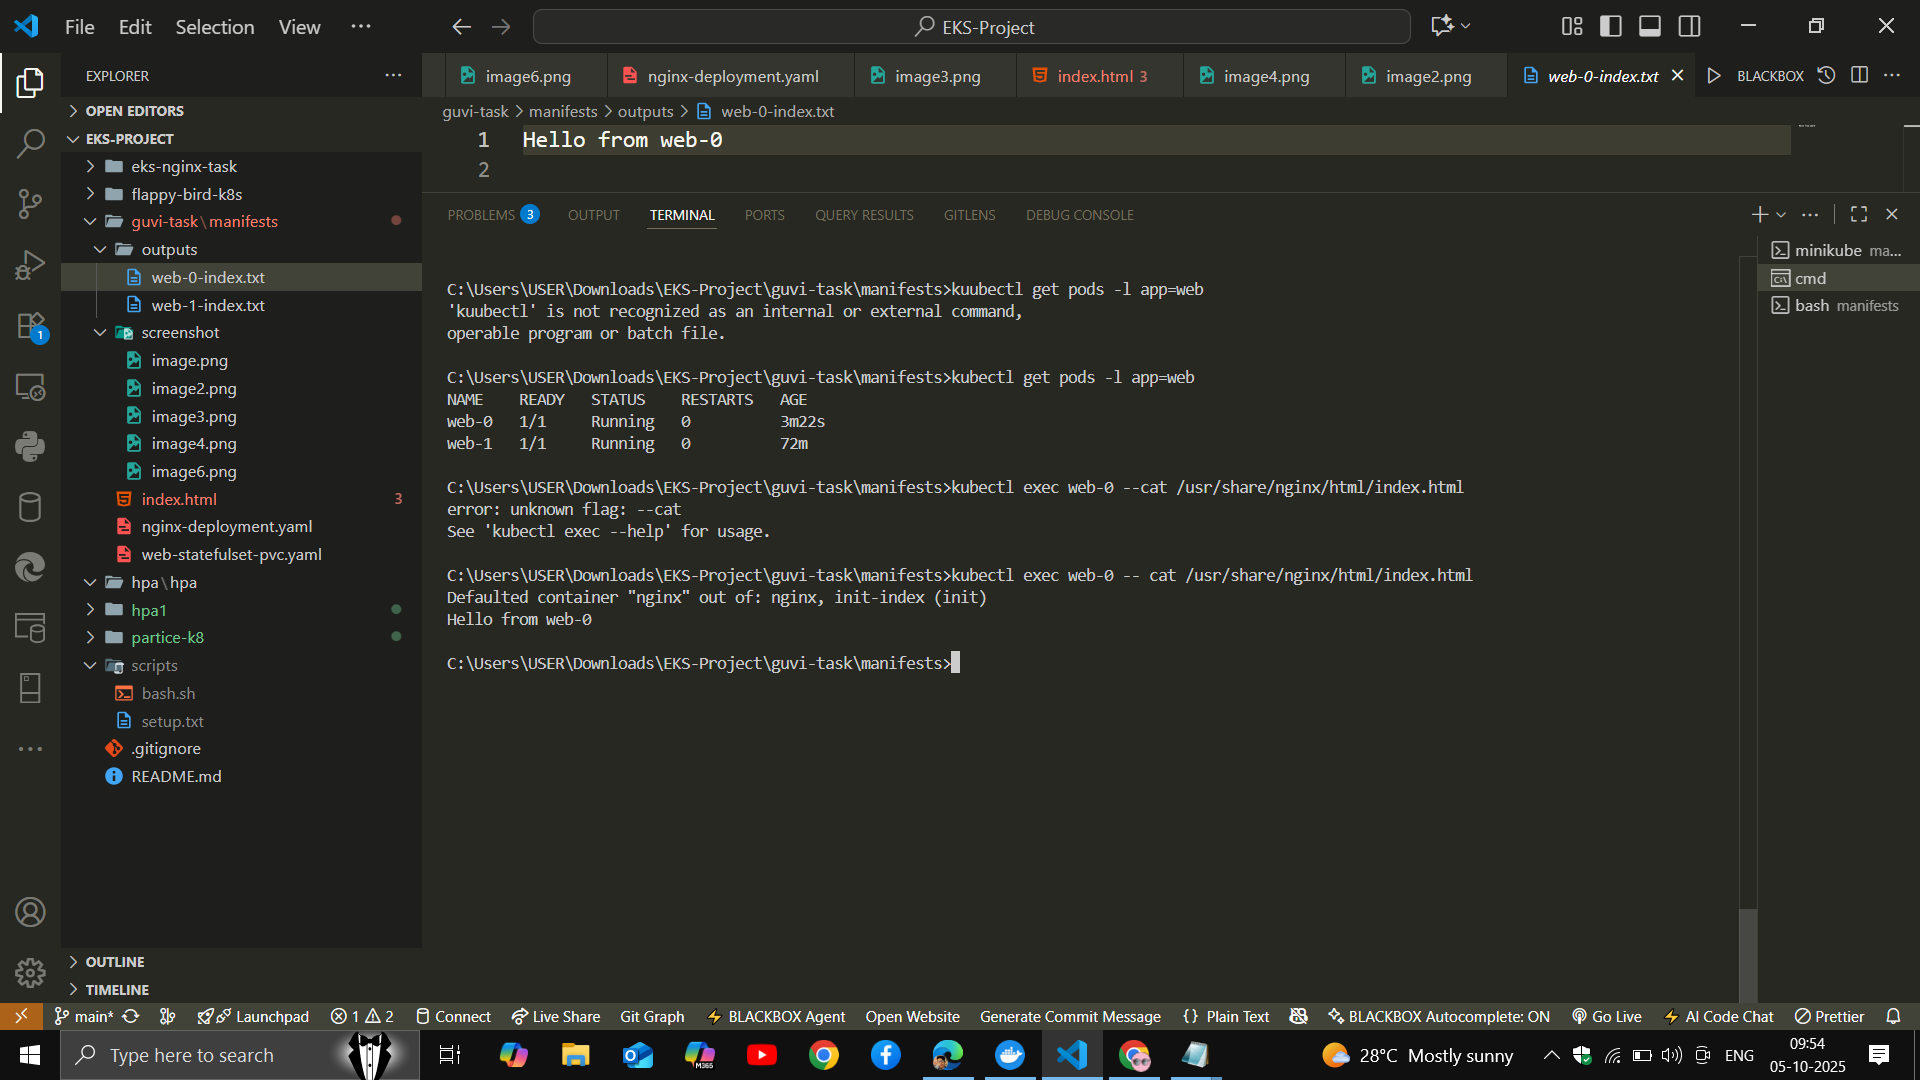 File Edit Selection View ···
EKS-Project
EXPLORER
OPEN EDITORS
EKS-PROJECT
eks-nginx-task
flappy-bird-k8s
guvi-task\manifests
outputs
web-0-index.txt
web-1-index.txt
screenshot
image.png
image2.png
image3.png
image4.png
image6.png
index.html 3
nginx-deployment.yaml
web-statefulset-pvc.yaml
hpa\hpa
hpa1
partice-k8
scripts
bash.sh
setup.txt
.gitignore
README.md
OUTLINE
TIMELINE
1
image6.png nginx-deployment.yaml image3.png index.html 3 image4.png image2.png web-0-index.txt BLACKBOX
guvi-task > manifests > outputs > web-0-index.txt
1 Hello from web-0
2
PROBLEMS 3 OUTPUT TERMINAL PORTS QUERY RESULTS GITLENS DEBUG CONSOLE
C:\Users\USER\Downloads\EKS-Project\guvi-task\manifests>kuubectl get pods -l app=web
'kuubectl' is not recognized as an internal or external command,
operable program or batch file.
C:\Users\USER\Downloads\EKS-Project\guvi-task\manifests>kubectl get pods -l app=web
NAME READY STATUS RESTARTS AGE
web-0 1/1 Running 0 3m22s
web-1 1/1 Running 0 72m
C:\Users\USER\Downloads\EKS-Project\guvi-task\manifests>kubectl exec web-0 --cat /usr/share/nginx/html/index.html
error: unknown flag: --cat
See 'kubectl exec --help' for usage.
C:\Users\USER\Downloads\EKS-Project\guvi-task\manifests>kubectl exec web-0 -- cat /usr/share/nginx/html/index.html
Defaulted container "nginx" out of: nginx, init-index (init)
Hello from web-0
C:\Users\USER\Downloads\EKS-Project\guvi-task\manifests>
minikube ma...
cmd
bash manifests
main* Launchpad 1 2 Connect Live Share Git Graph BLACKBOX Agent Open Website Generate Commit Message {} Plain Text BLACKBOX Autocomplete: ON Go Live AI Code Chat Prettier
Type here to search
M365
28°C Mostly sunny
ENG
09:54
05-10-2025